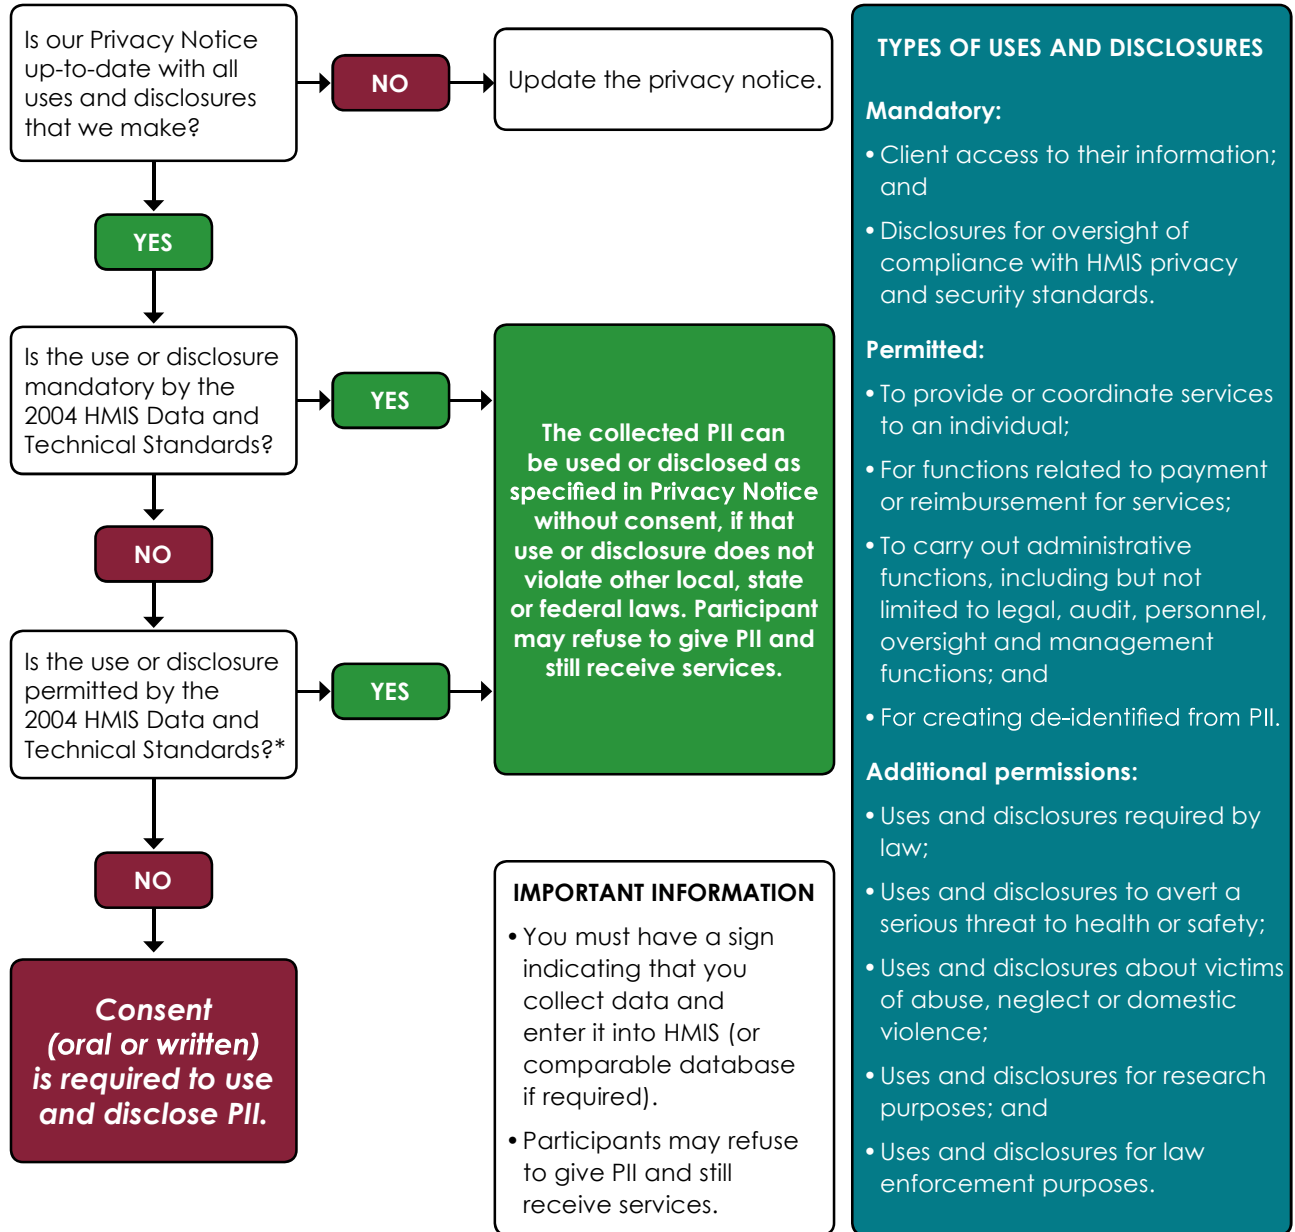 Is our Privacy Notice
up-to-date with all
uses and disclosures
that we make?
NO
Update the privacy notice.
YES
Is the use or disclosure
mandatory by the
2004 HMIS Data and
Technical Standards?
YES
NO
Is the use or disclosure
permitted by the
2004 HMIS Data and
Technical Standards?*
YES
NO
Consent
(oral or written)
is required to use
and disclose PII.
The collected PII can
be used or disclosed as
specified in Privacy Notice
without consent, if that
use or disclosure does not
violate other local, state
or federal laws. Participant
may refuse to give PII and
still receive services.
IMPORTANT INFORMATION
• You must have a sign
indicating that you
collect data and
enter it into HMIS (or
comparable database
if required).
• Participants may refuse
to give PII and still
receive services.
TYPES OF USES AND DISCLOSURES
Mandatory:
• Client access to their information;
and
• Disclosures for oversight of
compliance with HMIS privacy
and security standards.
Permitted:
• To provide or coordinate services
to an individual;
• For functions related to payment
or reimbursement for services;
• To carry out administrative
functions, including but not
limited to legal, audit, personnel,
oversight and management
functions; and
• For creating de-identified from PII.
Additional permissions:
• Uses and disclosures required by
law;
• Uses and disclosures to avert a
serious threat to health or safety;
• Uses and disclosures about victims
of abuse, neglect or domestic
violence;
• Uses and disclosures for research
purposes; and
• Uses and disclosures for law
enforcement purposes.